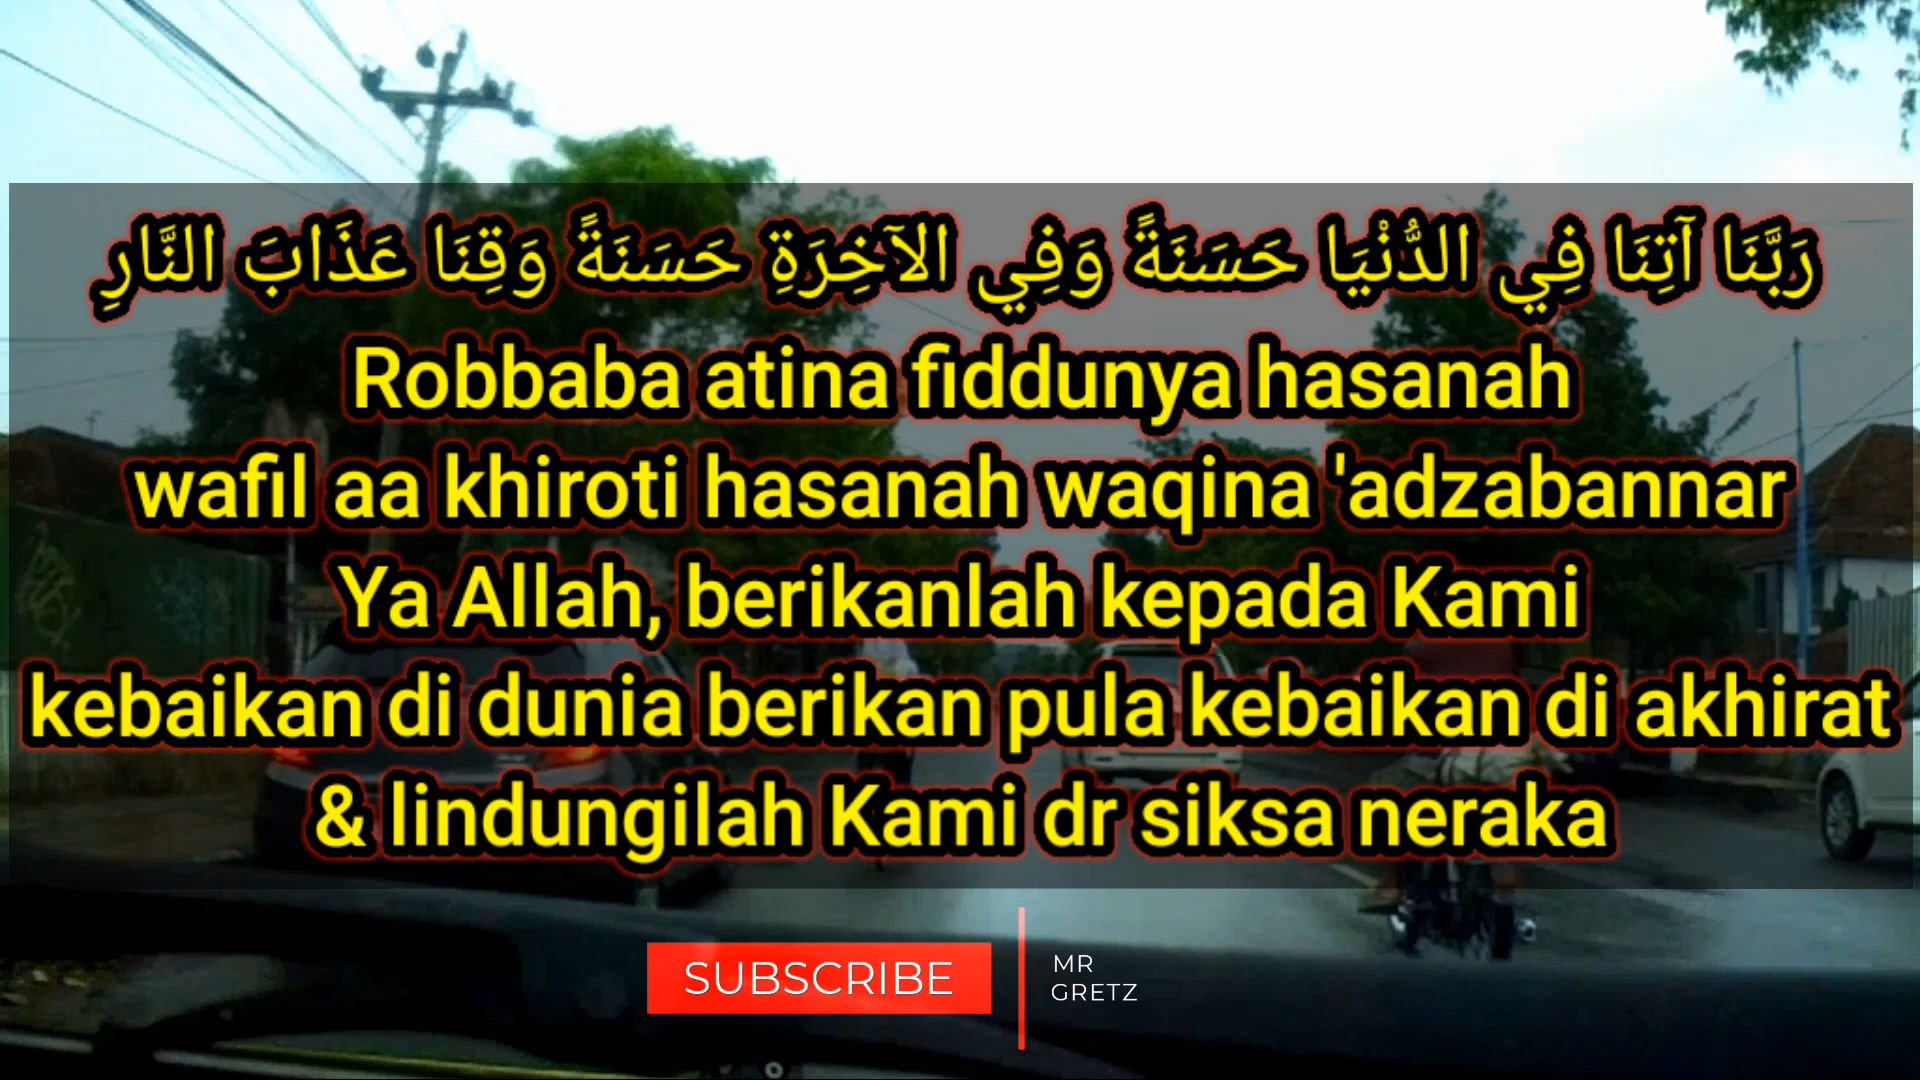 رَبَّنَا آتِنَا فِي الدُّنْيَا حَسَنَةً وَفِي الآخِرَةِ حَسَنَةً وَقِنَا عَذَابَ النَّارِ
Robbaba atina fiddunya hasanah
wafil aa khiroti hasanah waqina 'adzabannar
Ya Allah, berikanlah kepada Kami
kebaikan di dunia berikan pula kebaikan di akhirat
& lindungilah Kami dr siksa neraka
SUBSCRIBE
MR
GRETZ